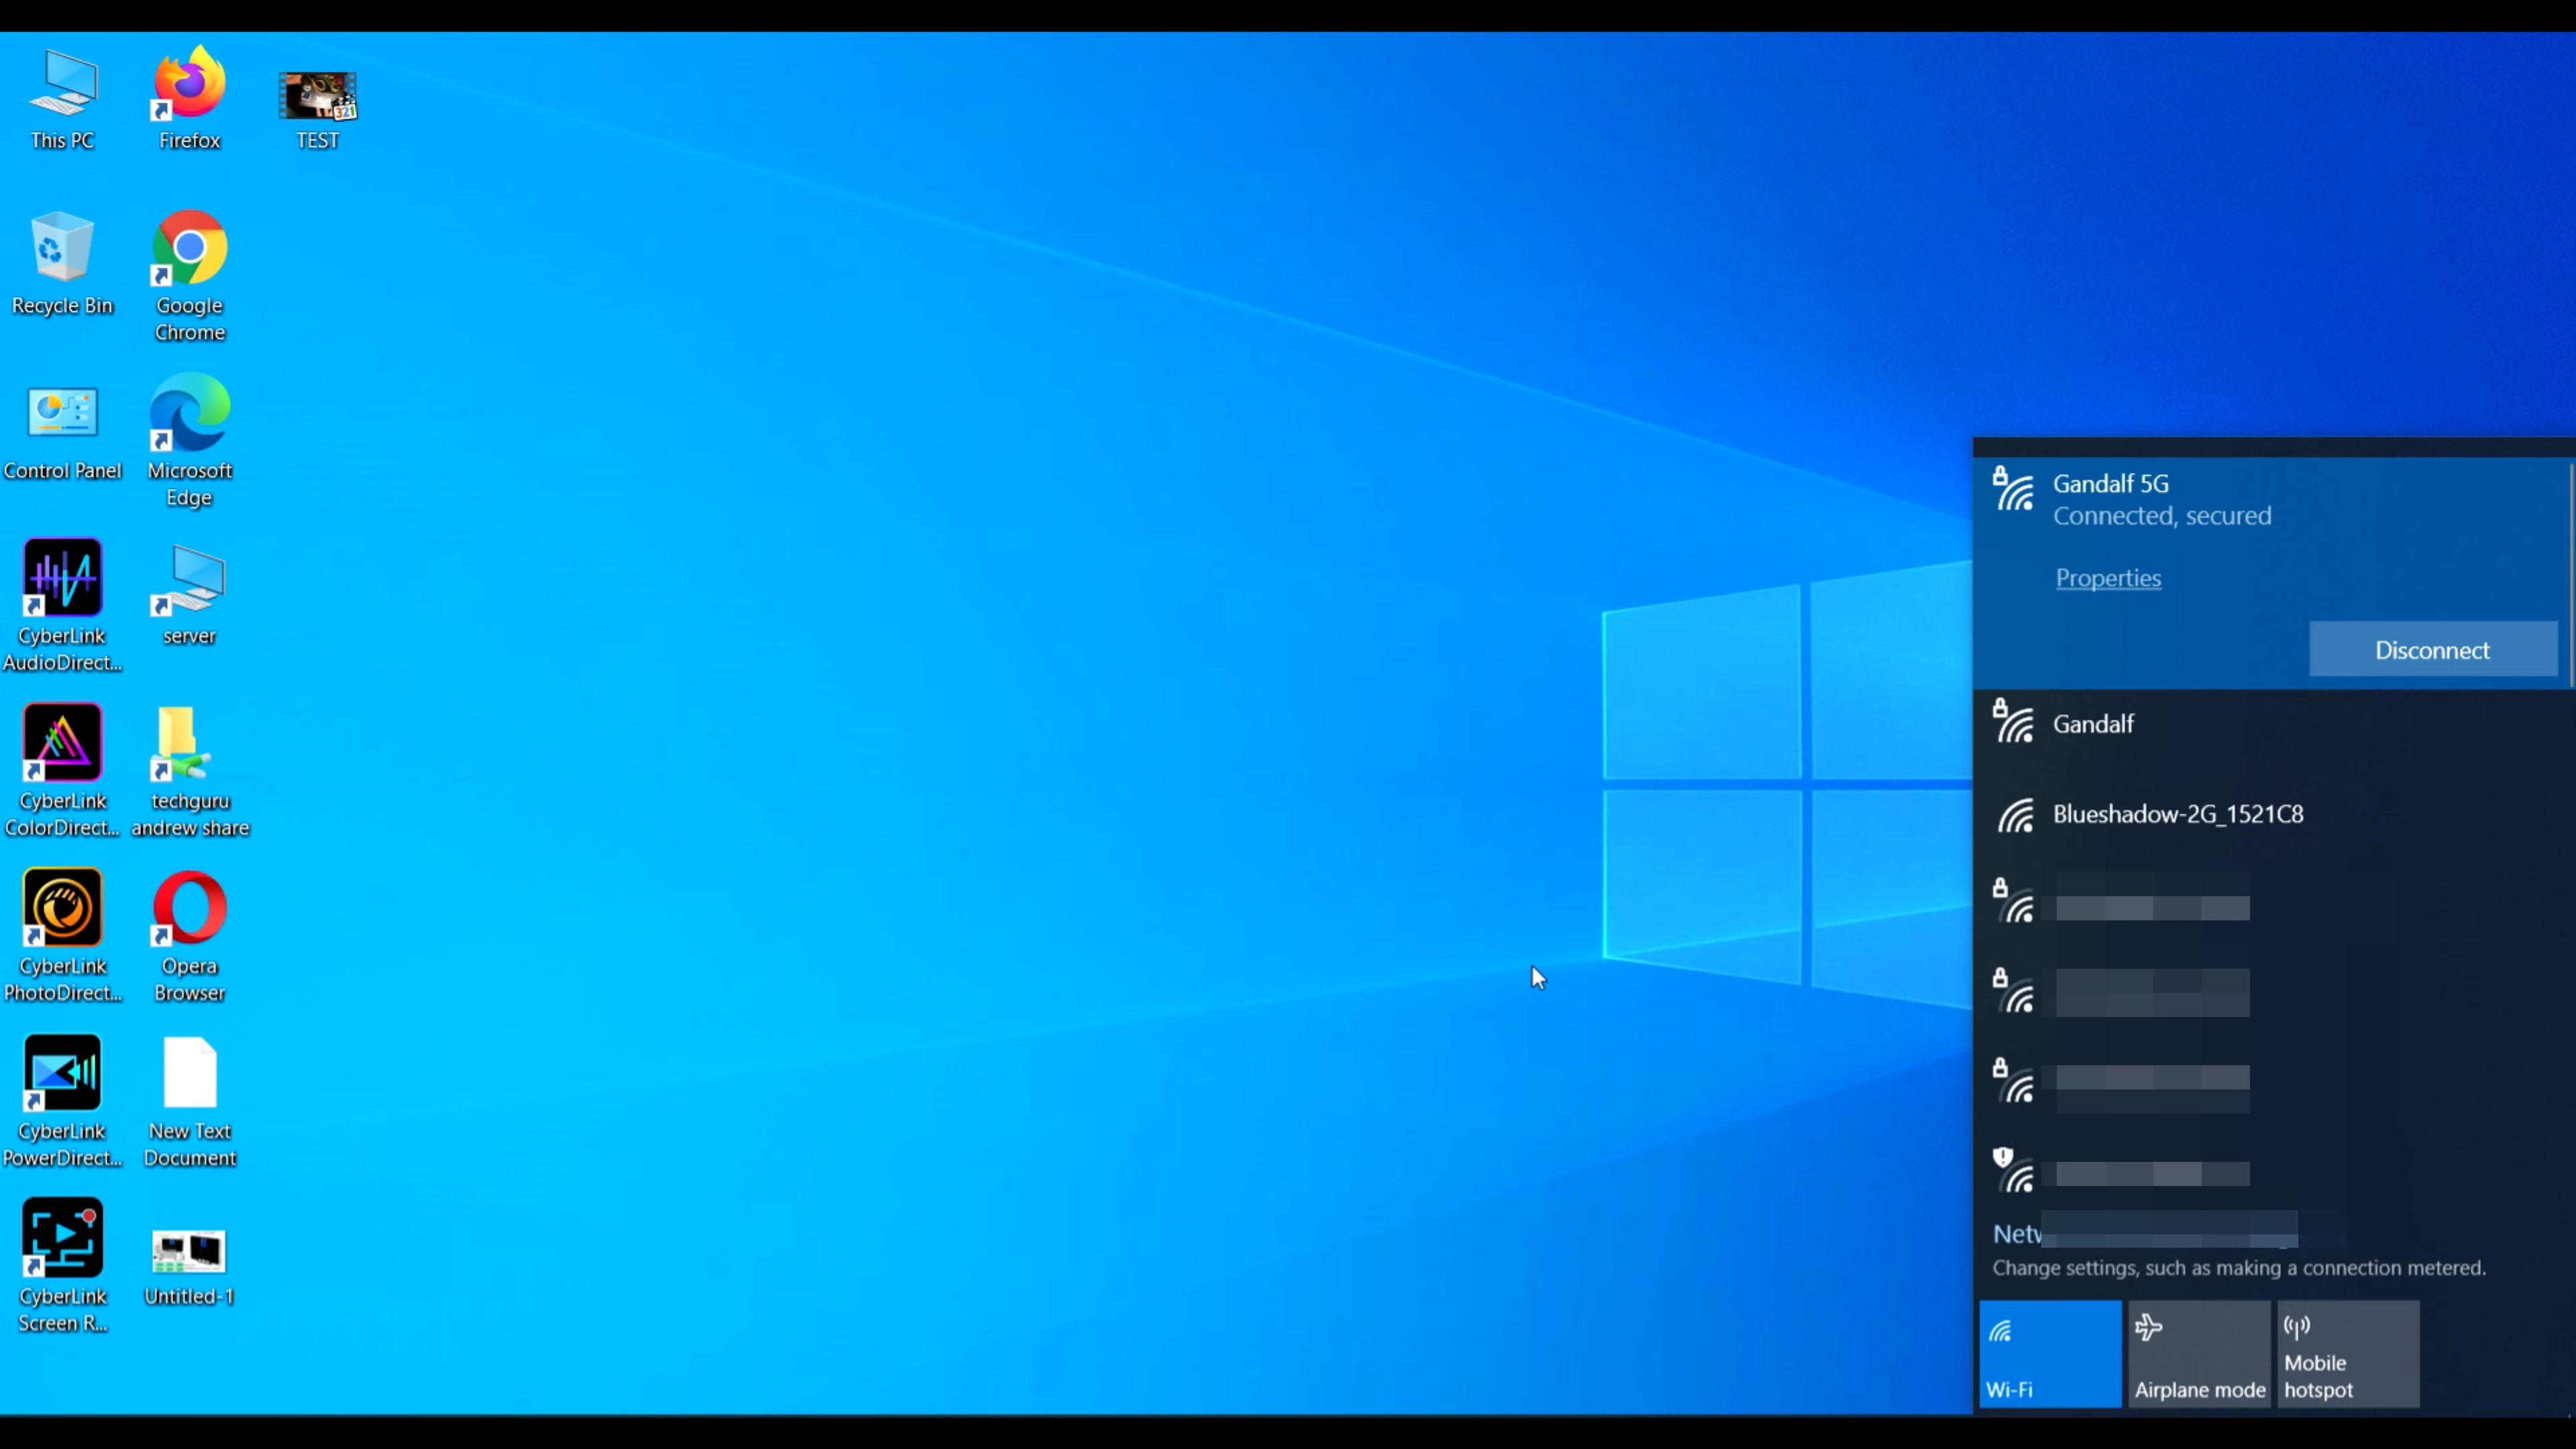 This PC
Firefox
TEST
Recycle Bin
Google
Chrome
Control Panel
Microsoft
Edge
CyberLink
AudioDirect...
server
CyberLink
ColorDirect...
techguru
andrew share
CyberLink
PhotoDirect...
Opera
Browser
CyberLink
PowerDirect...
New Text
Document
CyberLink
Screen R...
Untitled-1
321
Gandalf 5G
Connected, secured
Properties
Disconnect
Gandalf
Blueshadow-2G_1521C8
Change settings, such as making a connection metered.
Wi-Fi
Airplane mode
Mobile
hotspot